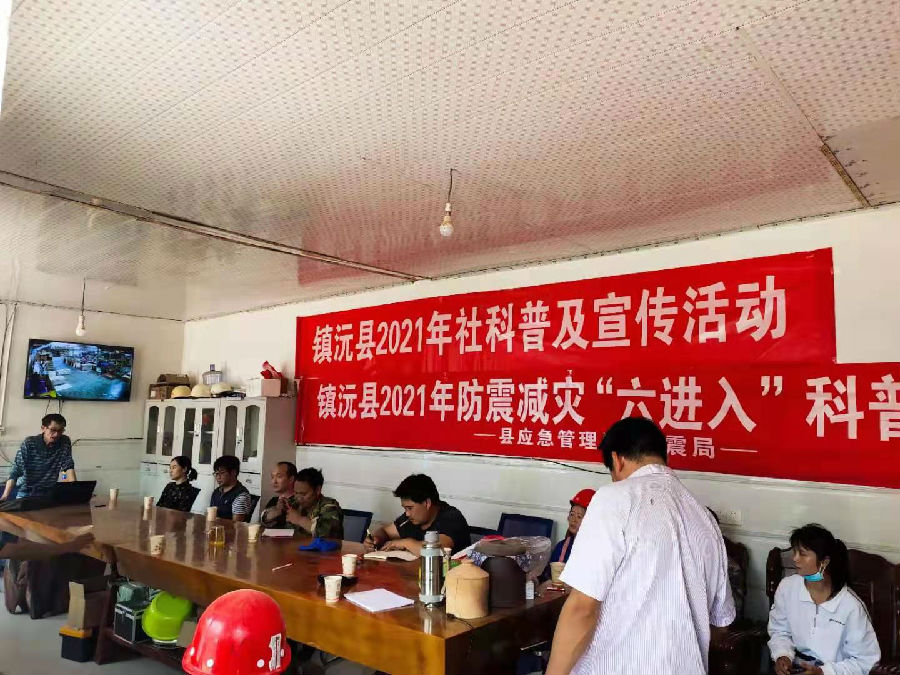 镇沅县2021年社科普及宣传活动
镇沅县2021年防震减灾“六进入”科普
县应急管理 震局